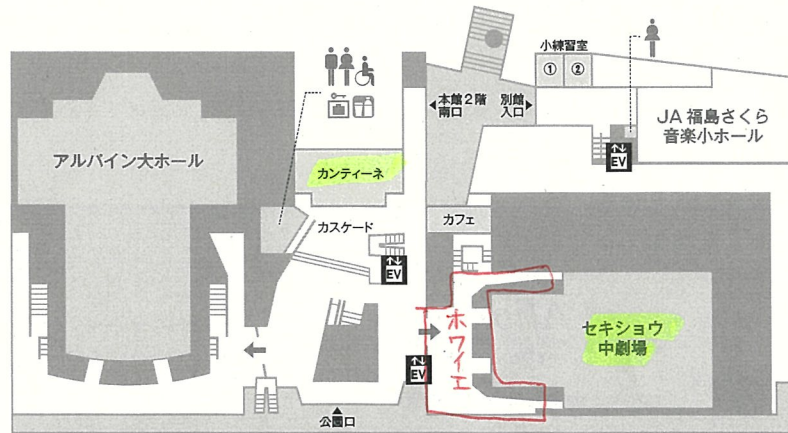 小練習室
① ②
本館2階
南口
別館
入口
JA福島さくら
音楽小ホール
EV
アルパイン大ホール
カンティーネ
カスケード
カフェ
EV
ホワイエ
セキショウ
中劇場
EV
公園口